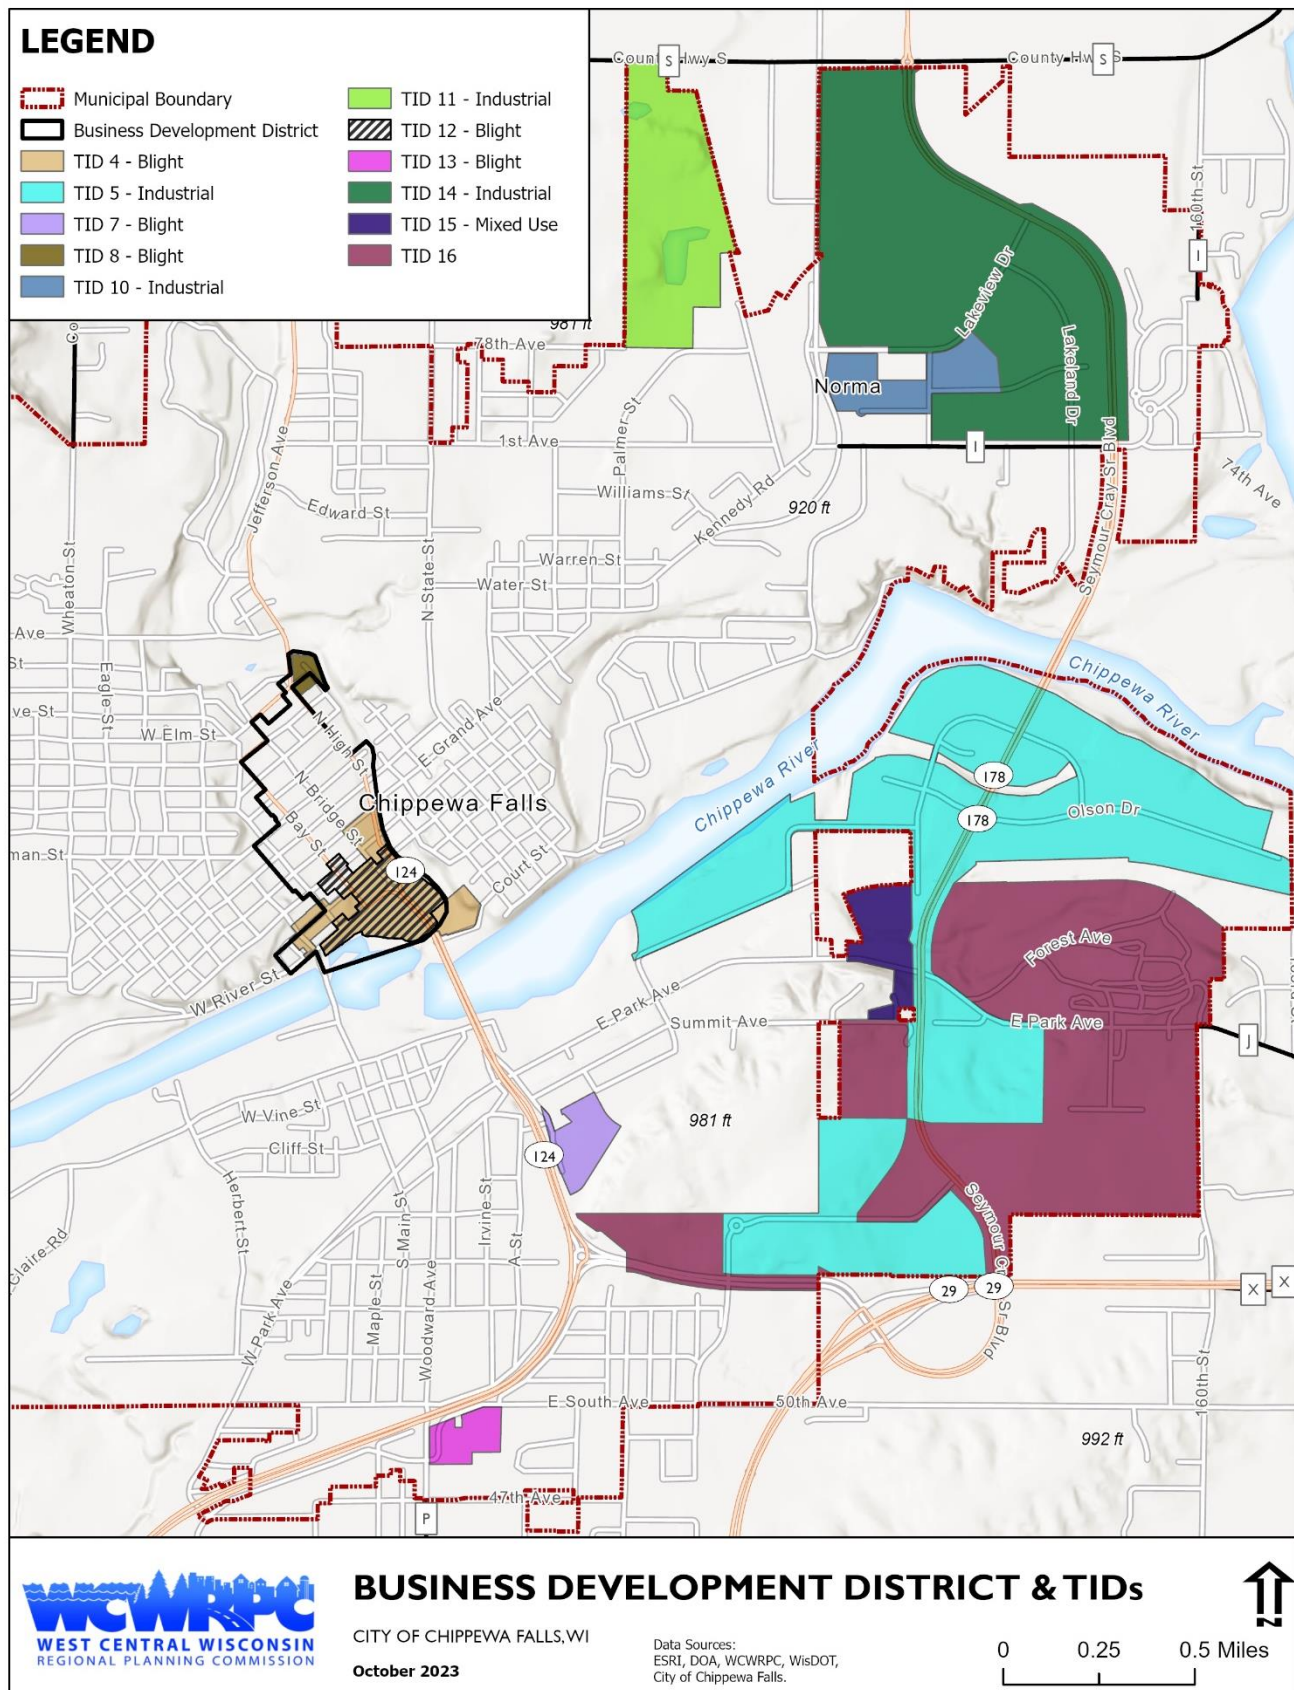 LEGEND
Municipal Boundary
Business Development District
TID 4 - Blight
TID 5 - Industrial
TID 7 - Blight
TID 8 - Blight
TID 10 - Industrial
TID 11 - Industrial
TID 12 - Blight
TID 13 - Blight
TID 14 - Industrial
TID 15 - Mixed Use
TID 16
County Hwy S
S
County Hwy S
S
160th St
I
981 ft
78th Ave
Lakeview Dr
Lakeland Dr
Norma
1st Ave
Palmer St
I
Jefferson Ave
Edward St
Williams St
Kennedy Rd
920 ft
Seymour Cray Sr Blvd
74th Ave
Wheaton St
N State St
Warren St
Water St
Ave
St
Eagle St
ve St
W Elm St
N High St
E Grand Ave
Chippewa River
Chippewa River
N Bridge St
Chippewa Falls
Bay St
178
178
Olson Dr
man St
124
Court St
Forest Ave
W River St
E Park Ave
Summit Ave
E Park Ave
J
W Vine St
Cliff St
981 ft
124
Herbert St
S Main St
Irvine St
A St
Seymour Cr
Sr Blvd
Claire Rd
W Park Ave
Maple St
Woodward Ave
29
29
X
X
160th St
E South Ave
50th Ave
992 ft
47th Ave
P
WCWRPC
WEST CENTRAL WISCONSIN
REGIONAL PLANNING COMMISSION
BUSINESS DEVELOPMENT DISTRICT & TIDs
CITY OF CHIPPEWA FALLS, WI
October 2023
Data Sources:
ESRI, DOA, WCWRPC, WisDOT,
City of Chippewa Falls.
N
0 0.25 0.5 Miles